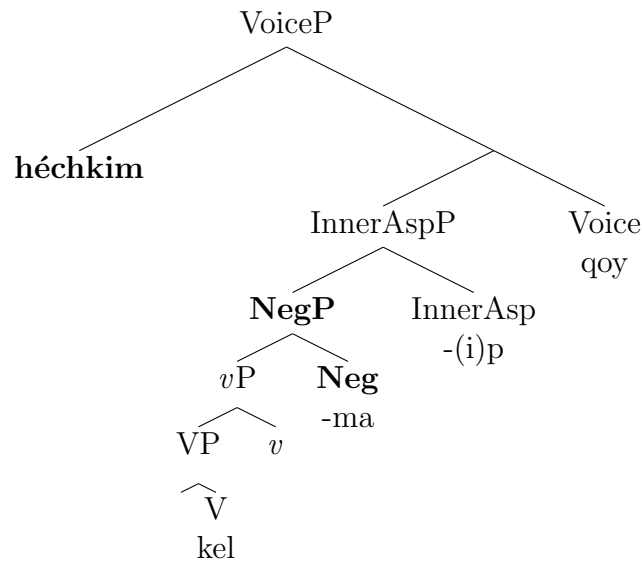 VoiceP
héchkim
InnerAspP Voice
qoy
NegP InnerAsp
-(i)p
vP Neg
-ma
VP v
V
kel